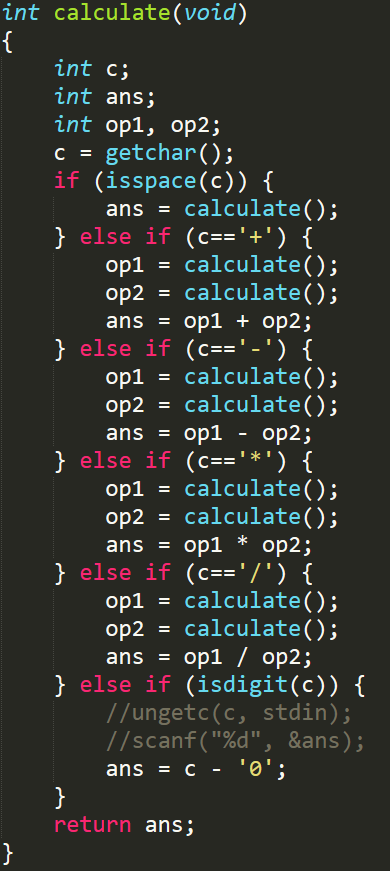 int calculate(void)
{
    int c;
    int ans;
    int op1, op2;
    c = getchar();
    if (isspace(c)) {
        ans = calculate();
    } else if (c=='+') {
        op1 = calculate();
        op2 = calculate();
        ans = op1 + op2;
    } else if (c=='-') {
        op1 = calculate();
        op2 = calculate();
        ans = op1 - op2;
    } else if (c=='*') {
        op1 = calculate();
        op2 = calculate();
        ans = op1 * op2;
    } else if (c=='/') {
        op1 = calculate();
        op2 = calculate();
        ans = op1 / op2;
    } else if (isdigit(c)) {
        //ungetc(c, stdin);
        //scanf("%d", &ans);
        ans = c - '0';
    }
    return ans;
}